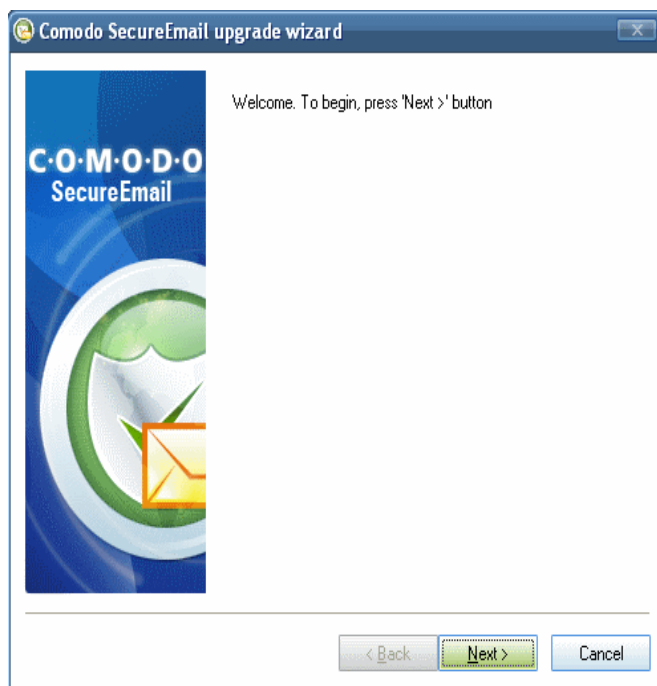 Comodo SecureEmail upgrade wizard
Welcome. To begin, press 'Next >' button
C·O·M·O·D·O
SecureEmail
< Back
Next >
Cancel